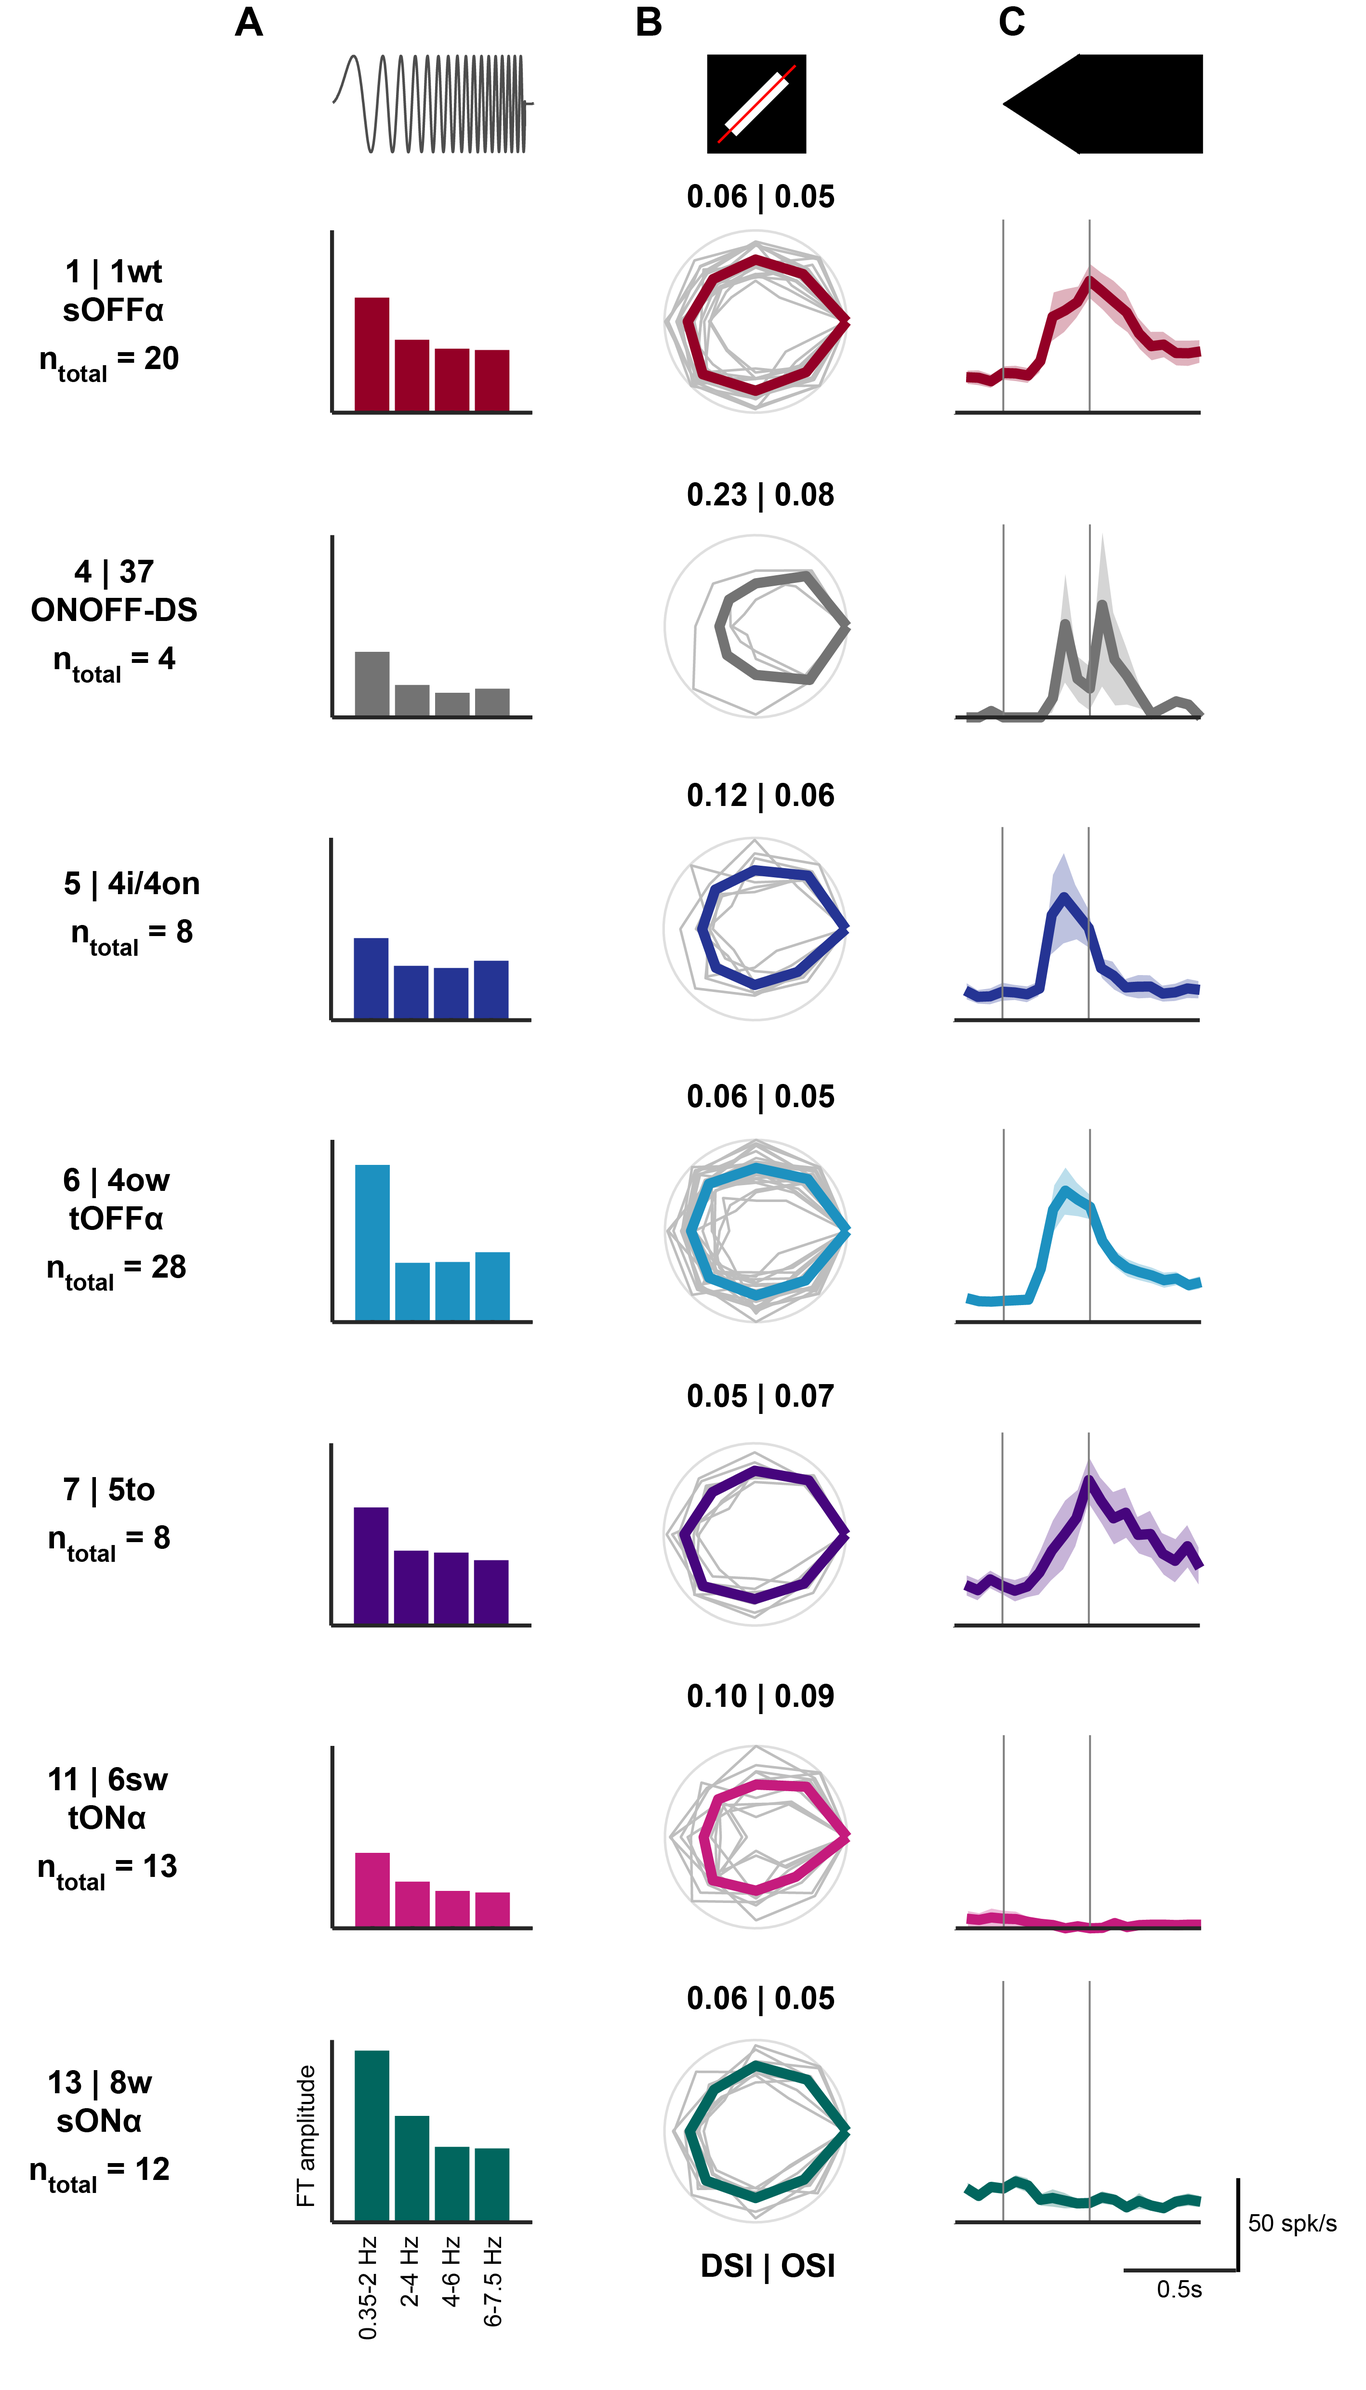 A
B
C
0.06 | 0.05
1 | 1wt
sOFFα
ntotal = 20
0.23 | 0.08
4 | 37
ONOFF-DS
ntotal = 4
0.12 | 0.06
5 | 4i/4on
ntotal = 8
0.06 | 0.05
6 | 4ow
tOFFα
ntotal = 28
0.05 | 0.07
7 | 5to
ntotal = 8
0.10 | 0.09
11 | 6sw
tONα
ntotal = 13
0.06 | 0.05
13 | 8w
sONα
ntotal = 12
FT amplitude
0.35-2 Hz
2-4 Hz
4-6 Hz
6-7.5 Hz
DSI | OSI
50 spk/s
0.5s